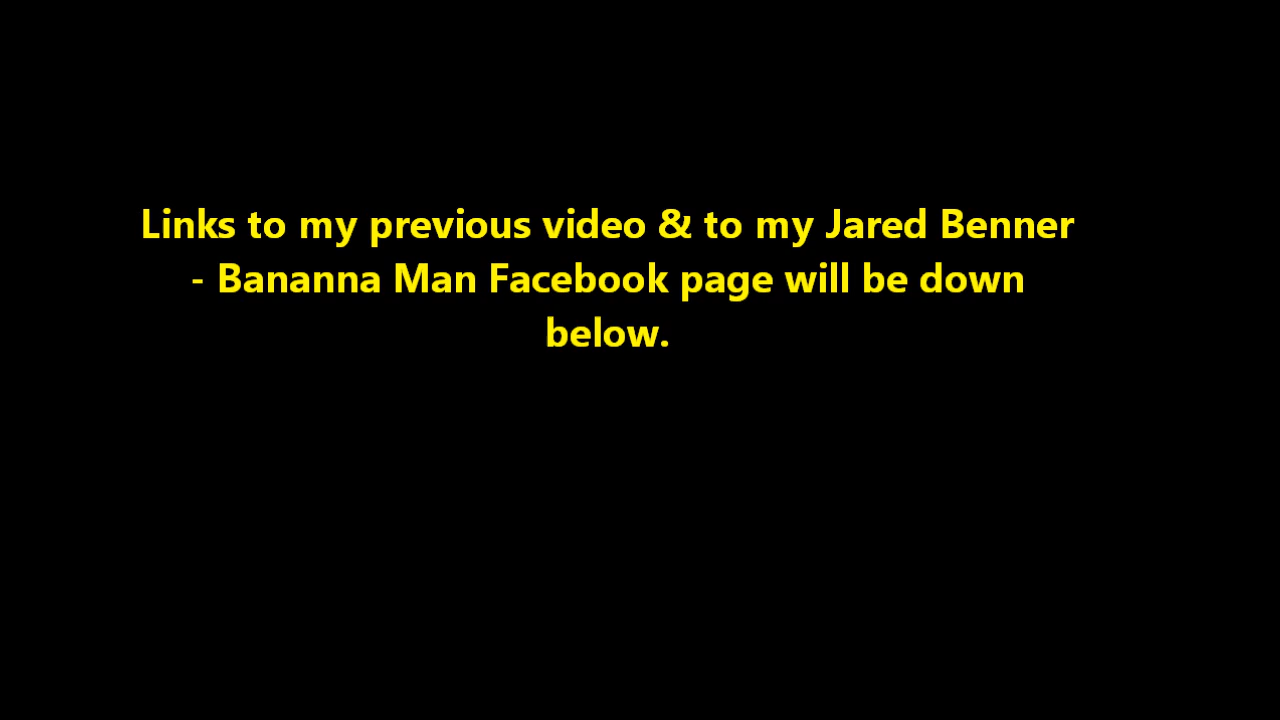 Links to my previous video & to my Jared Benner
- Bananna Man Facebook page will be down
below.